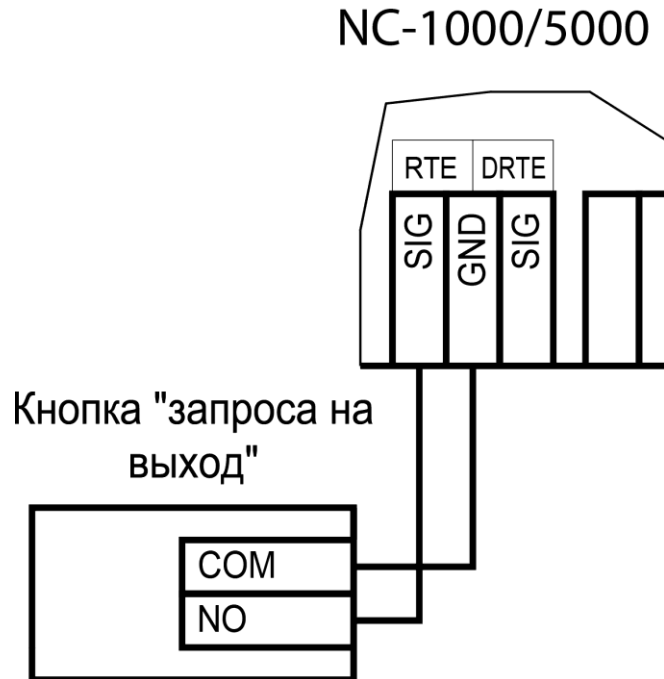 NC-1000/5000
RTE DRTE
SIG GND SIG
Кнопка "запроса на
выход"
COM
NO